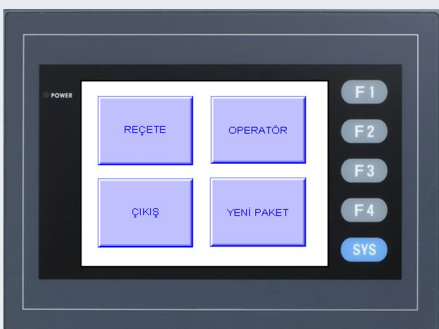 POWER
REÇETE
OPERATÖR
ÇIKIŞ
YENİ PAKET
F1
F2
F3
F4
SYS